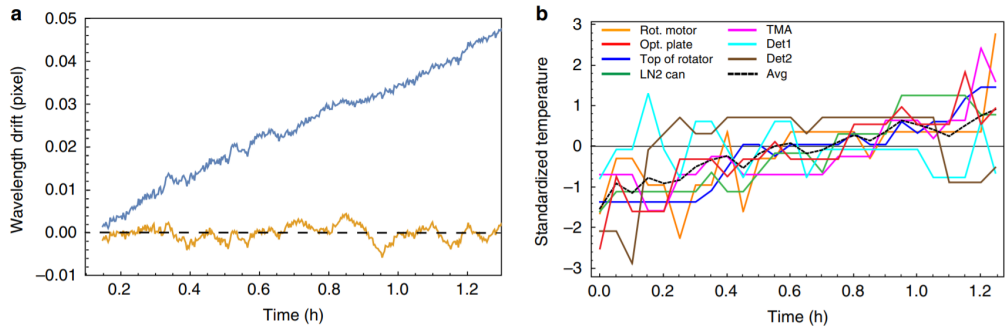 a
Wavelength drift (pixel)
0.05
0.04
0.03
0.02
0.01
0.00
–0.01
0.2
0.4
0.6
0.8
1.0
1.2
Time (h)
b
Standardized temperature
3
2
1
0
–1
–2
–3
Rot. motor
Opt. plate
Top of rotator
LN2 can
TMA
Det1
Det2
Avg
0.0
0.2
0.4
0.6
0.8
1.0
1.2
Time (h)